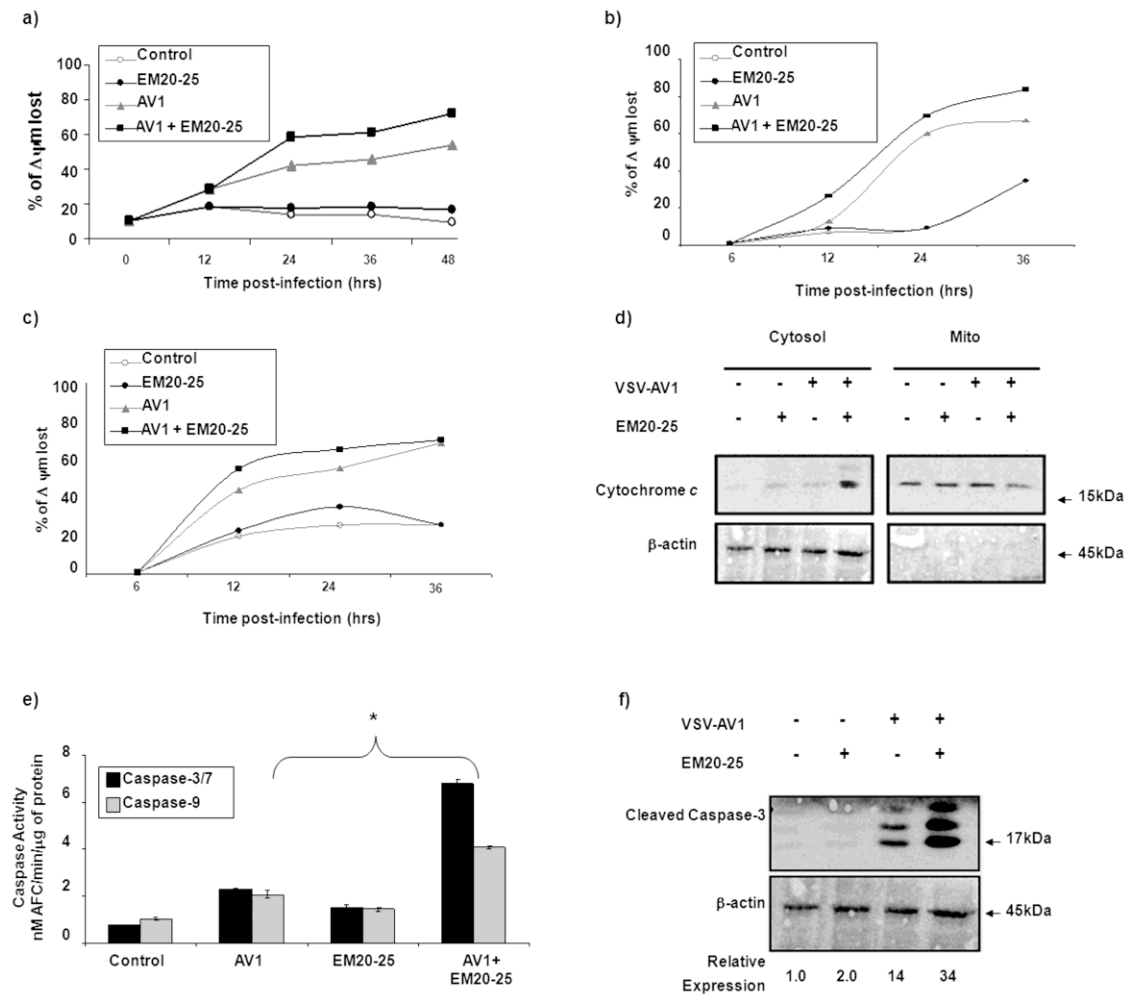 a)
Control
EM20-25
AV1
AV1 + EM20-25
100
80
60
40
20
0
% of Δ ψm lost
0 12 24 36 48
Time post-infection (hrs)
b)
Control
EM20-25
AV1
AV1 + EM20-25
100
80
60
40
20
0
% of Δ ψm lost
6 12 24 36
Time post-infection (hrs)
c)
Control
EM20-25
AV1
AV1 + EM20-25
100
80
60
40
20
0
% of Δ ψm lost
6 12 24 36
Time post-infection (hrs)
d)
Cytosol Mito
VSV-AV1 - - + + - - + +
EM20-25 - + - + - + - +
Cytochrome c
← 15kDa
β-actin
← 45kDa
e)
*
8
6
4
2
0
Caspase-3/7
Caspase-9
Caspase Activity
nM AFC/min/µg of protein
Control AV1 EM20-25 AV1+
EM20-25
f)
VSV-AV1 - - + +
EM20-25 - + - +
Cleaved Caspase-3
← 17kDa
β-actin
← 45kDa
Relative
Expression 1.0 2.0 14 34